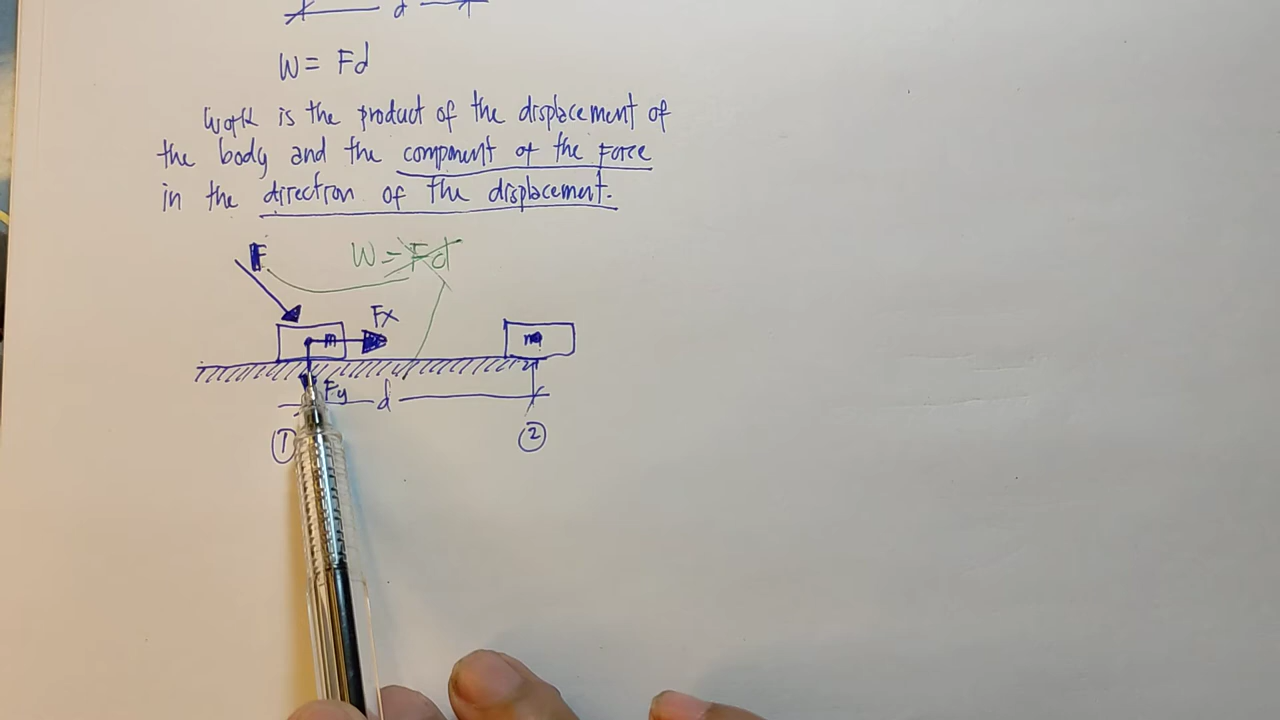 d
W = Fd
Work is the product of the displacement of
the body and the component of the Force
in the direction of the displacement.
F W = Fd
Fx
m m
Fy
d
1 2